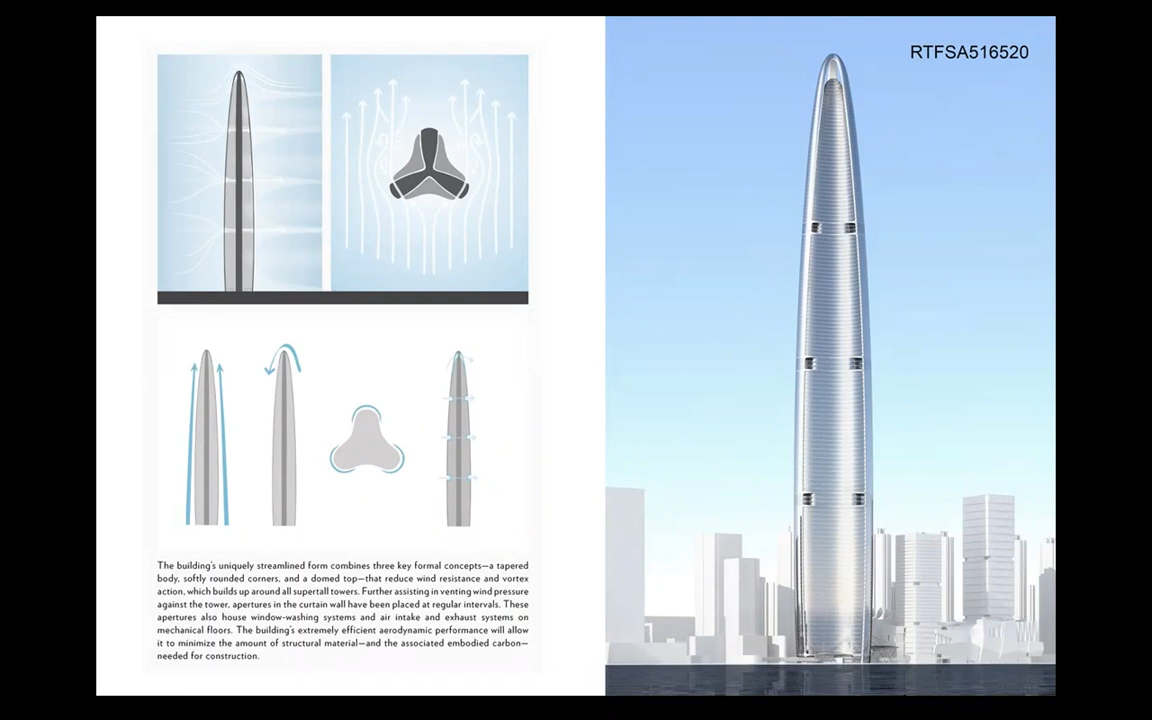 The building's uniquely streamlined form combines three key formal concepts—a tapered
body, softly rounded corners, and a domed top—that reduce wind resistance and vortex
action, which builds up around all supertall towers. Further assisting in venting wind pressure
against the tower, apertures in the curtain wall have been placed at regular intervals. These
apertures also house window-washing systems and air intake and exhaust systems on
mechanical floors. The building's extremely efficient aerodynamic performance will allow
it to minimize the amount of structural material—and the associated embodied carbon—
needed for construction.
RTFSA516520